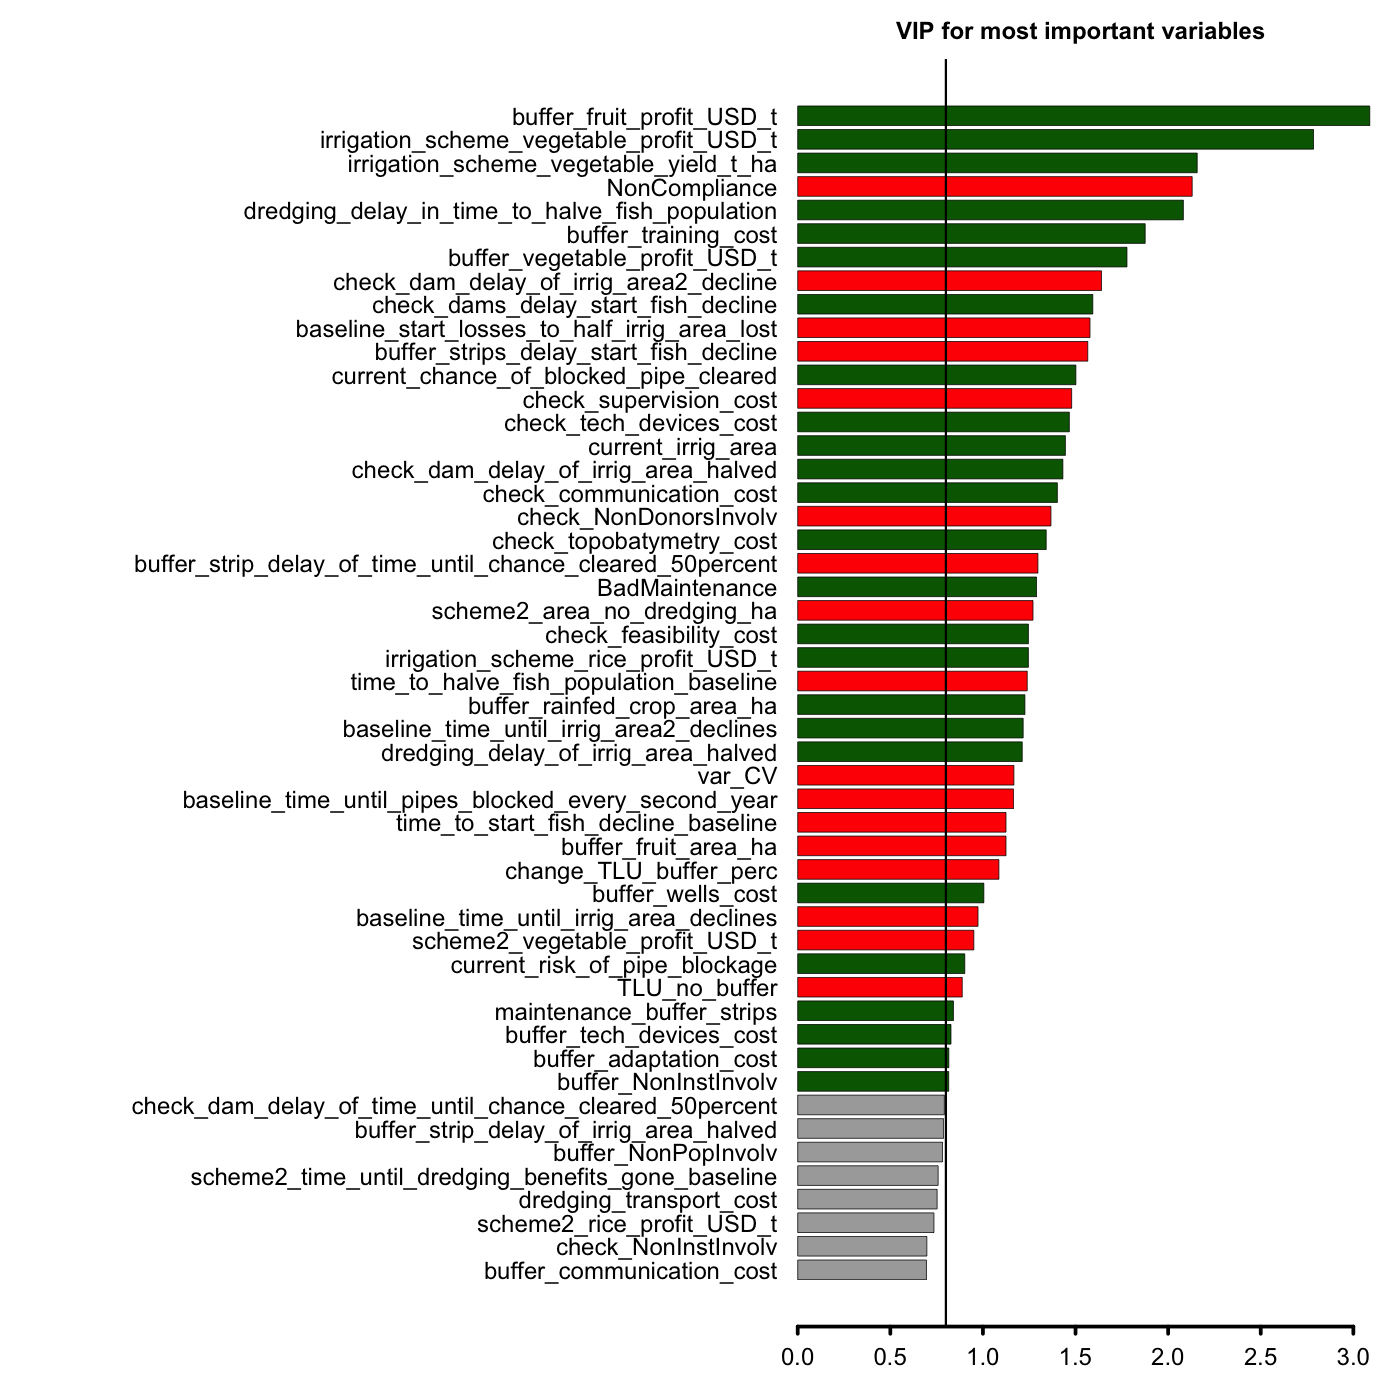 VIP for most important variables
buffer_fruit_profit_USD_t
irrigation_scheme_vegetable_profit_USD_t
irrigation_scheme_vegetable_yield_t_ha
NonCompliance
dredging_delay_in_time_to_halve_fish_population
buffer_training_cost
buffer_vegetable_profit_USD_t
check_dam_delay_of_irrig_area2_decline
check_dams_delay_start_fish_decline
baseline_start_losses_to_half_irrig_area_lost
buffer_strips_delay_start_fish_decline
current_chance_of_blocked_pipe_cleared
check_supervision_cost
check_tech_devices_cost
current_irrig_area
check_dam_delay_of_irrig_area_halved
check_communication_cost
check_NonDonorsInvolv
check_topobatymetry_cost
buffer_strip_delay_of_time_until_chance_cleared_50percent
BadMaintenance
scheme2_area_no_dredging_ha
check_feasibility_cost
irrigation_scheme_rice_profit_USD_t
time_to_halve_fish_population_baseline
buffer_rainfed_crop_area_ha
baseline_time_until_irrig_area2_declines
dredging_delay_of_irrig_area_halved
var_CV
baseline_time_until_pipes_blocked_every_second_year
time_to_start_fish_decline_baseline
buffer_fruit_area_ha
change_TLU_buffer_perc
buffer_wells_cost
baseline_time_until_irrig_area_declines
scheme2_vegetable_profit_USD_t
current_risk_of_pipe_blockage
TLU_no_buffer
maintenance_buffer_strips
buffer_tech_devices_cost
buffer_adaptation_cost
buffer_NonInstInvolv
check_dam_delay_of_time_until_chance_cleared_50percent
buffer_strip_delay_of_irrig_area_halved
buffer_NonPopInvolv
scheme2_time_until_dredging_benefits_gone_baseline
dredging_transport_cost
scheme2_rice_profit_USD_t
check_NonInstInvolv
buffer_communication_cost
0.0 0.5 1.0 1.5 2.0 2.5 3.0